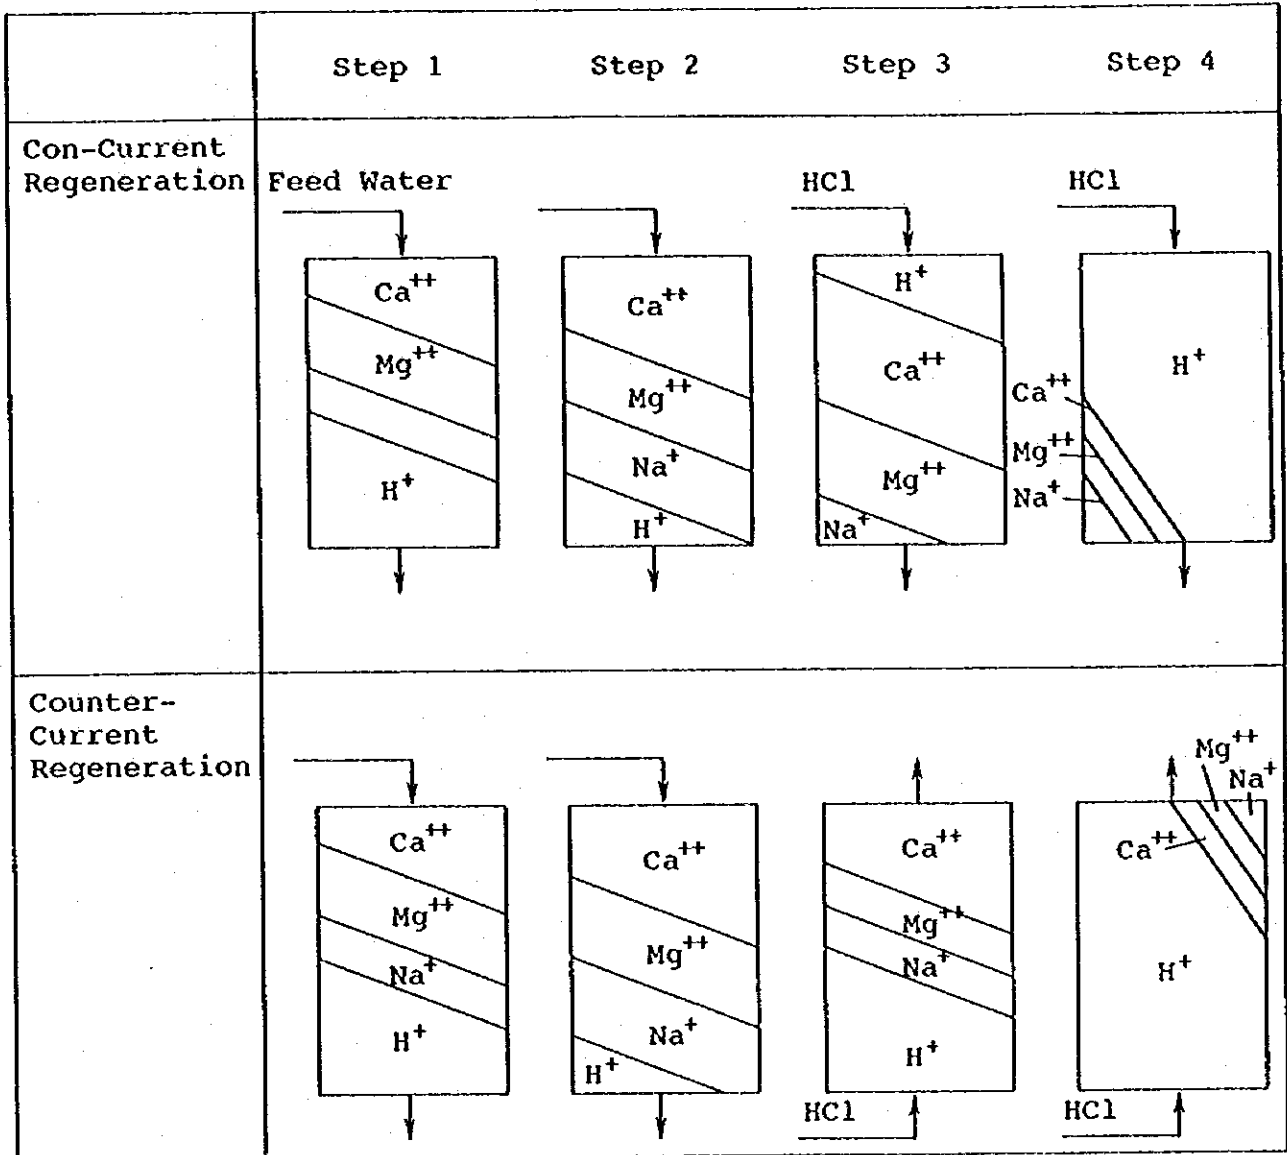 Step 1
Step 2
Step 3
Step 4
Con-Current
Regeneration
Feed Water
HCl
HCl
Ca++
Mg++
H+
Ca++
Mg++
Na+
H+
H+
Ca++
Mg++
Na+
H+
Ca++
Mg++
Na+
Counter-
Current
Regeneration
Ca++
Mg++
Na+
H+
Ca++
Mg++
Na+
H+
Ca++
Mg++
Na+
H+
HCl
Mg++
Na+
Ca++
H+
HCl